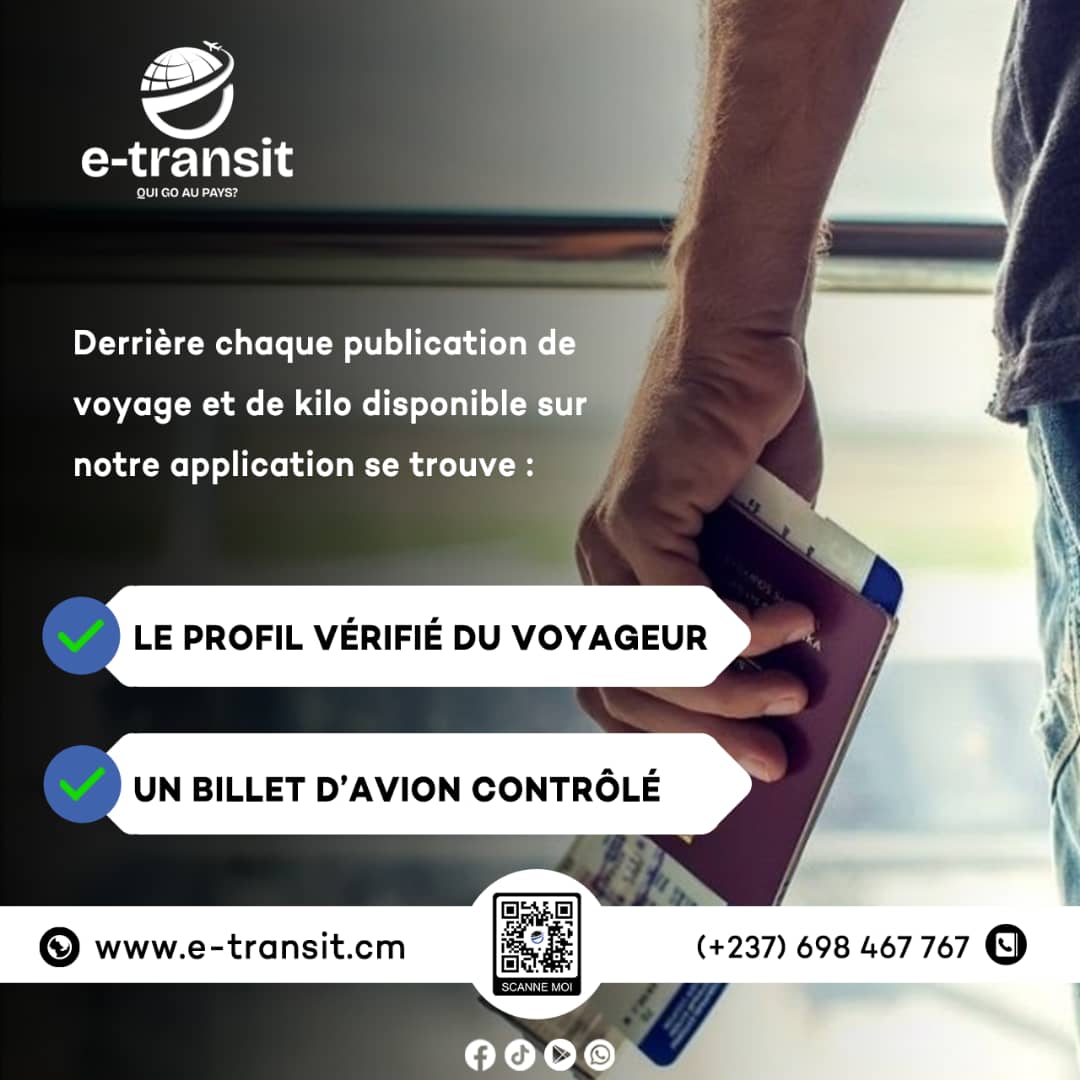 e-transit
QUI GO AU PAYS?
Derrière chaque publication de
voyage et de kilo disponible sur
notre application se trouve :
LE PROFIL VÉRIFIÉ DU VOYAGEUR
UN BILLET D’AVION CONTRÔLÉ
www.e-transit.cm
SCANNE MOI
(+237) 698 467 767